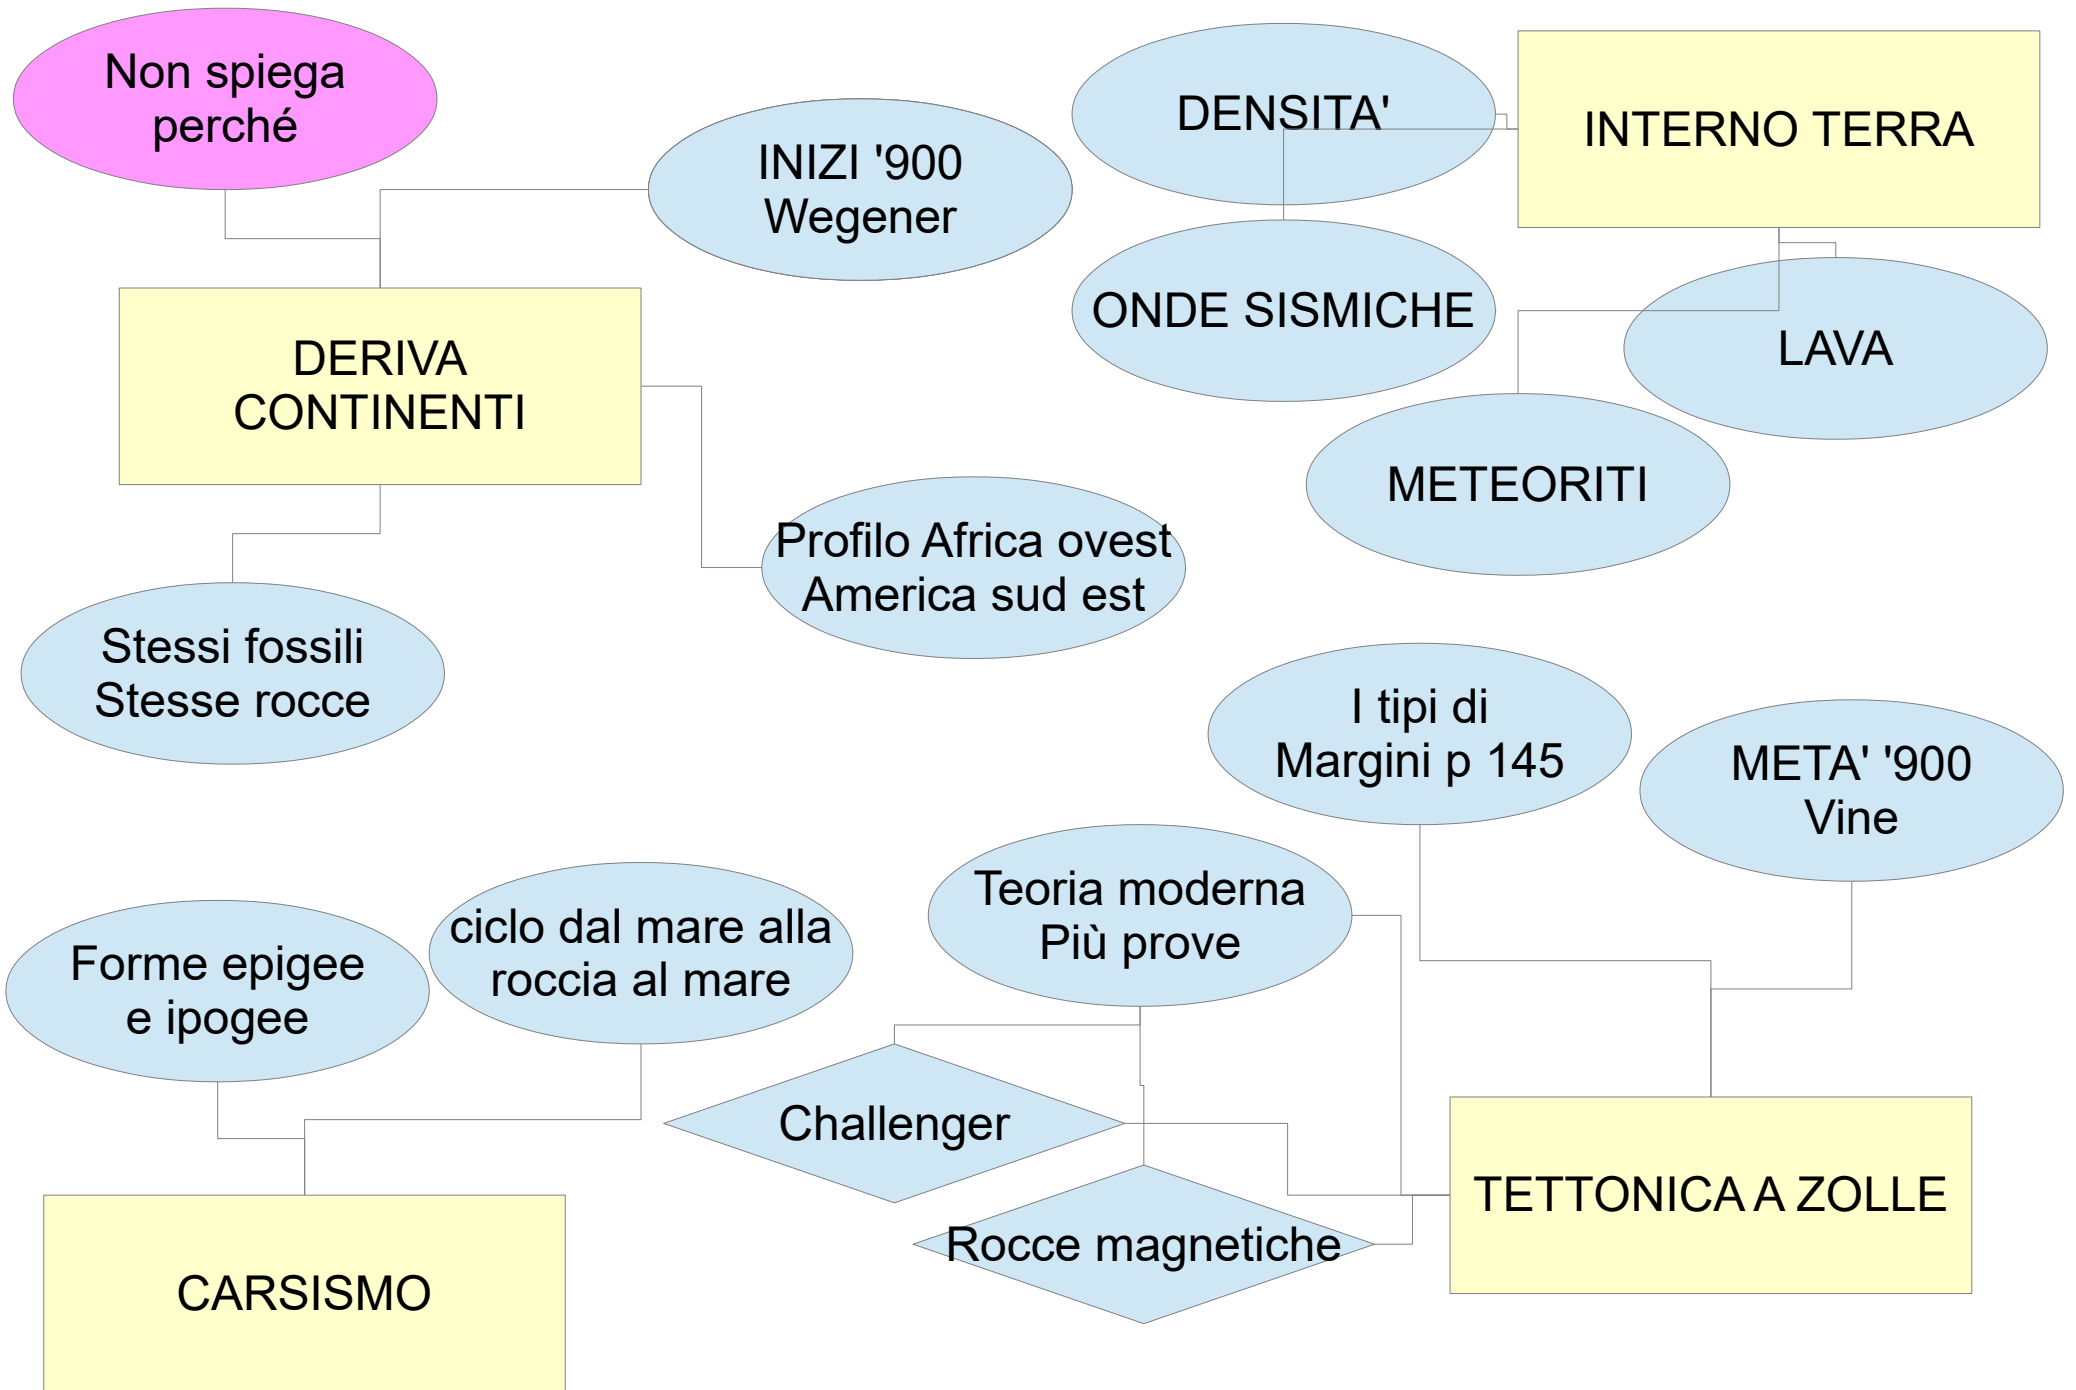 Non spiega
perché
INIZI '900
Wegener
DENSITA'
INTERNO TERRA
ONDE SISMICHE
LAVA
DERIVA
CONTINENTI
METEORITI
Profilo Africa ovest
America sud est
Stessi fossili
Stesse rocce
I tipi di
Margini p 145
META' '900
Vine
Teoria moderna
Più prove
ciclo dal mare alla
roccia al mare
Forme epigee
e ipogee
Challenger
Rocce magnetiche
TETTONICA A ZOLLE
CARSISMO